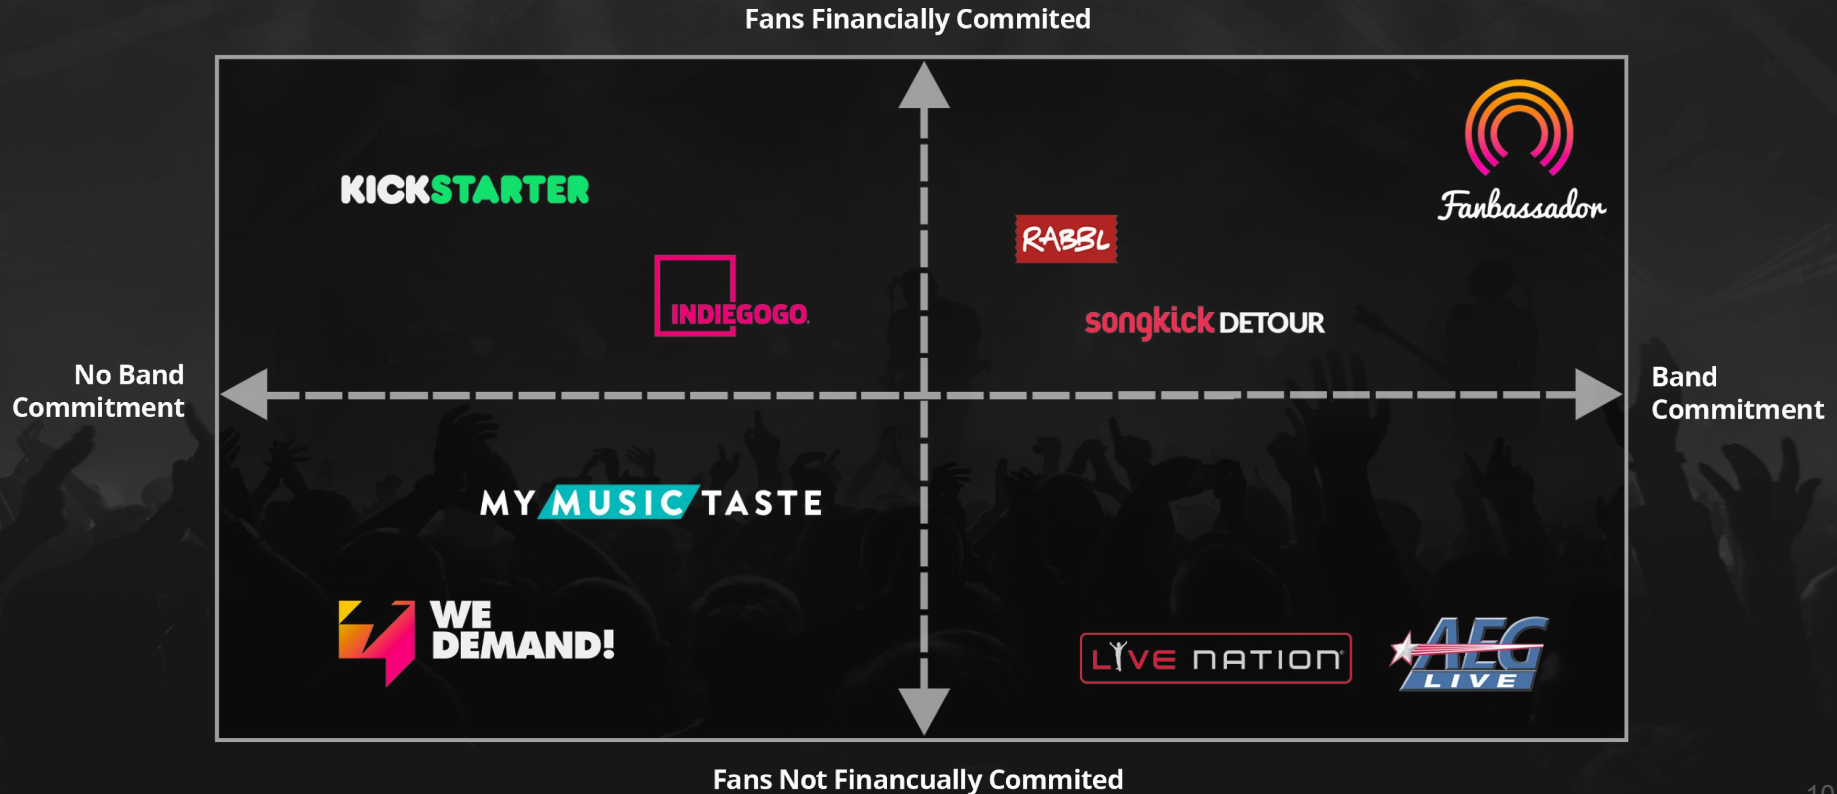 Fans Financially Commited
KICKSTARTER
Fanbassador
RABBL
INDIEGOGO.
songkick DETOUR
No Band
Commitment
Band
Commitment
MY MUSIC TASTE
WE
DEMAND!
LIVE NATION
AEG
LIVE
Fans Not Financually Commited
10